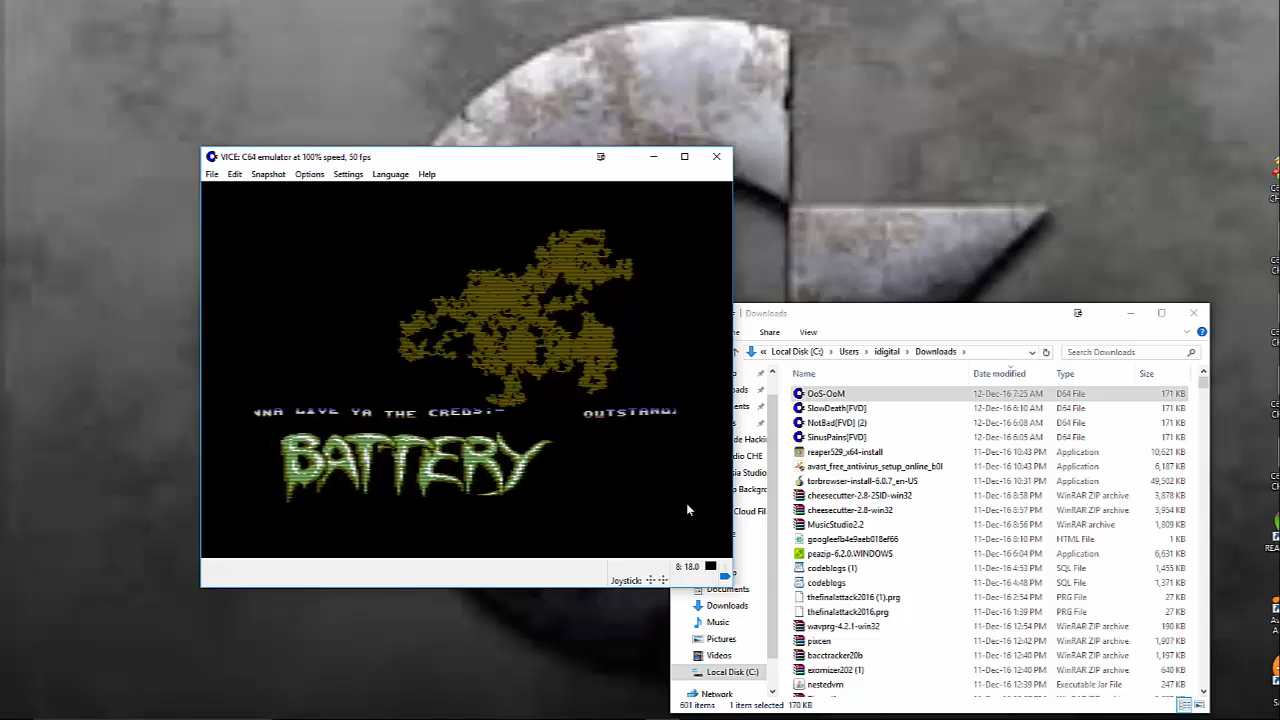 VICE: C64 emulator at 100% speed, 50 fps
File Edit Snapshot Options Settings Language Help
GIVE YA THE
BATTERY
8: 18.0
Joystick:
Downloads
Share View
« Local Disk (C:) › Users › idigital › Downloads ›
Search Downloads
Name Date modified Type Size
OoS-OoM 12-Dec-16 7:25 AM D64 File 171 KB
SlowDeath[FVD] 12-Dec-16 6:10 AM D64 File 171 KB
NotBad[FVD] (2) 12-Dec-16 6:08 AM D64 File 171 KB
SinusPains[FVD] 12-Dec-16 6:05 AM D64 File 171 KB
reaper529_x64-install 11-Dec-16 10:43 PM Application 10,621 KB
avast_free_antivirus_setup_online_b0l 11-Dec-16 10:43 PM Application 6,187 KB
torbrowser-install-6.0.7_en-US 11-Dec-16 10:31 PM Application 49,502 KB
cheesecutter-2.8-2SID-win32 11-Dec-16 8:58 PM WinRAR ZIP archive 3,878 KB
cheesecutter-2.8-win32 11-Dec-16 8:56 PM WinRAR ZIP archive 3,954 KB
MusicStudio2.2 11-Dec-16 8:56 PM WinRAR archive 1,809 KB
googleefb4e9aeb018ef66 11-Dec-16 8:10 PM HTML File 1 KB
peazip-6.2.0.WINDOWS 11-Dec-16 6:04 PM Application 6,631 KB
codeblogs (1) 11-Dec-16 4:53 PM SQL File 1,455 KB
codeblogs 11-Dec-16 4:48 PM SQL File 1,371 KB
thefinalattack2016 (1).prg 11-Dec-16 2:54 PM PRG File 27 KB
thefinalattack2016.prg 11-Dec-16 1:39 PM PRG File 27 KB
wavprg-4.2.1-win32 11-Dec-16 12:54 PM WinRAR ZIP archive 190 KB
pixcen 11-Dec-16 12:42 PM WinRAR ZIP archive 1,907 KB
bacctracker20b 11-Dec-16 12:40 PM WinRAR ZIP archive 1,197 KB
exomizer202 (1) 11-Dec-16 12:40 PM WinRAR ZIP archive 640 KB
nestedvm 11-Dec-16 12:39 PM Executable Jar File 247 KB
Documents
Downloads
Music
Pictures
Videos
Local Disk (C:)
Network
601 items 1 item selected 170 KB